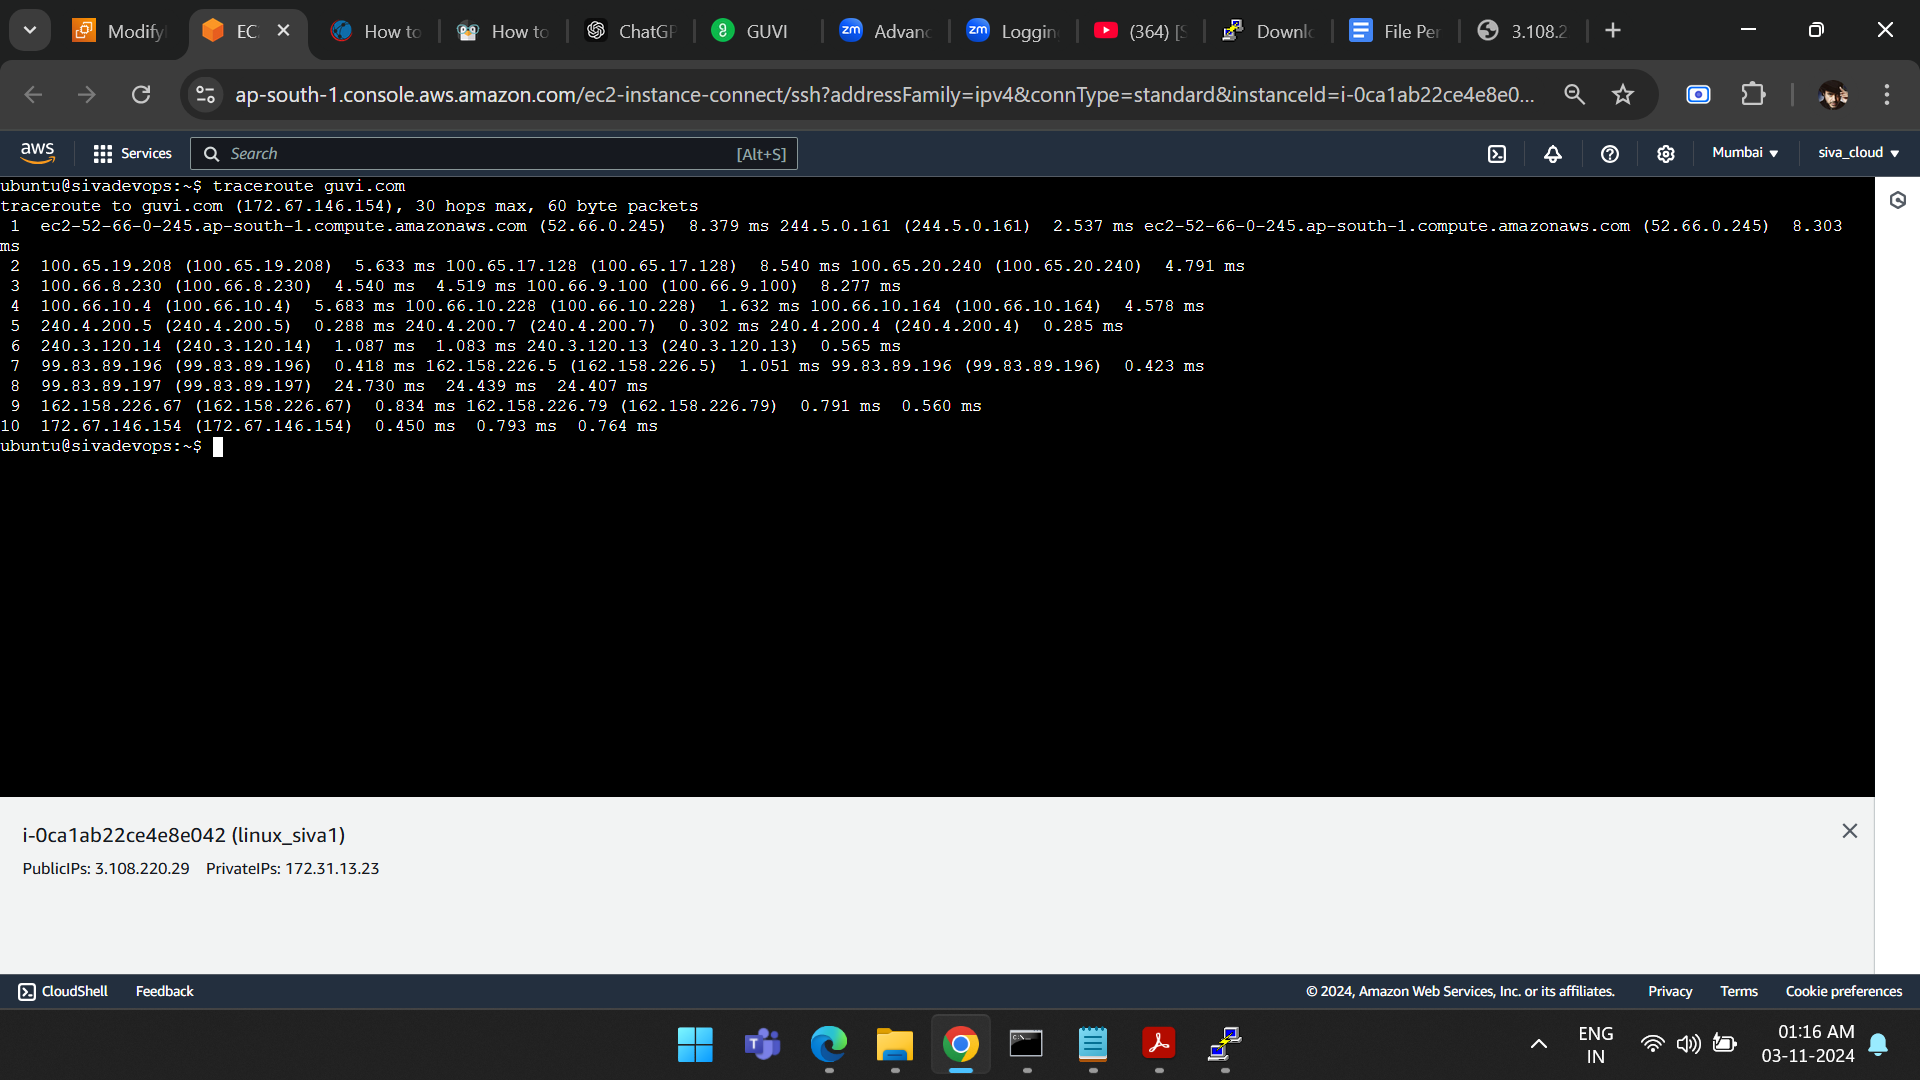 Modify
EC
How to
How to
ChatGP
GUVI
Advanc
Loggin
(364) [S
Downlo
File Per
3.108.2
ap-south-1.console.aws.amazon.com/ec2-instance-connect/ssh?addressFamily=ipv4&connType=standard&instanceId=i-0ca1ab22ce4e8e0...
aws Services Search [Alt+S] Mumbai siva_cloud
ubuntu@sivadevops:~$ traceroute guvi.com
traceroute to guvi.com (172.67.146.154), 30 hops max, 60 byte packets
1 ec2-52-66-0-245.ap-south-1.compute.amazonaws.com (52.66.0.245) 8.379 ms 244.5.0.161 (244.5.0.161) 2.537 ms ec2-52-66-0-245.ap-south-1.compute.amazonaws.com (52.66.0.245) 8.303
ms
2 100.65.19.208 (100.65.19.208) 5.633 ms 100.65.17.128 (100.65.17.128) 8.540 ms 100.65.20.240 (100.65.20.240) 4.791 ms
3 100.66.8.230 (100.66.8.230) 4.540 ms 4.519 ms 100.66.9.100 (100.66.9.100) 8.277 ms
4 100.66.10.4 (100.66.10.4) 5.683 ms 100.66.10.228 (100.66.10.228) 1.632 ms 100.66.10.164 (100.66.10.164) 4.578 ms
5 240.4.200.5 (240.4.200.5) 0.288 ms 240.4.200.7 (240.4.200.7) 0.302 ms 240.4.200.4 (240.4.200.4) 0.285 ms
6 240.3.120.14 (240.3.120.14) 1.087 ms 1.083 ms 240.3.120.13 (240.3.120.13) 0.565 ms
7 99.83.89.196 (99.83.89.196) 0.418 ms 162.158.226.5 (162.158.226.5) 1.051 ms 99.83.89.196 (99.83.89.196) 0.423 ms
8 99.83.89.197 (99.83.89.197) 24.730 ms 24.439 ms 24.407 ms
9 162.158.226.67 (162.158.226.67) 0.834 ms 162.158.226.79 (162.158.226.79) 0.791 ms 0.560 ms
10 172.67.146.154 (172.67.146.154) 0.450 ms 0.793 ms 0.764 ms
ubuntu@sivadevops:~$
i-0ca1ab22ce4e8e042 (linux_siva1)
PublicIPs: 3.108.220.29 PrivateIPs: 172.31.13.23
CloudShell Feedback © 2024, Amazon Web Services, Inc. or its affiliates. Privacy Terms Cookie preferences
ENG 01:16 AM
IN 03-11-2024